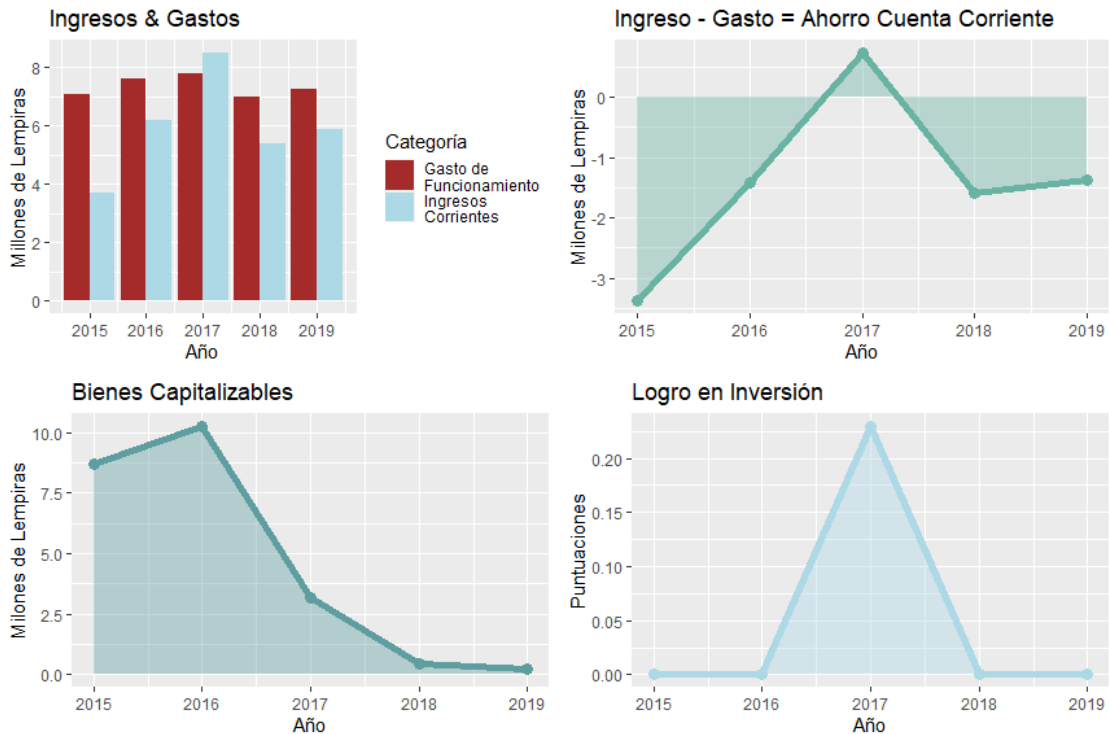 Ingresos & Gastos
Millones de Lempiras
8
6
4
2
0
2015 2016 2017 2018 2019
Año
Categoría
Gasto de
Funcionamiento
Ingresos
Corrientes
Ingreso - Gasto = Ahorro Cuenta Corriente
Milones de Lempiras
0
-1
-2
-3
2015 2016 2017 2018 2019
Año
Bienes Capitalizables
Milones de Lempiras
10.0
7.5
5.0
2.5
0.0
2015 2016 2017 2018 2019
Año
Logro en Inversión
Puntuaciones
0.20
0.15
0.10
0.05
0.00
2015 2016 2017 2018 2019
Año